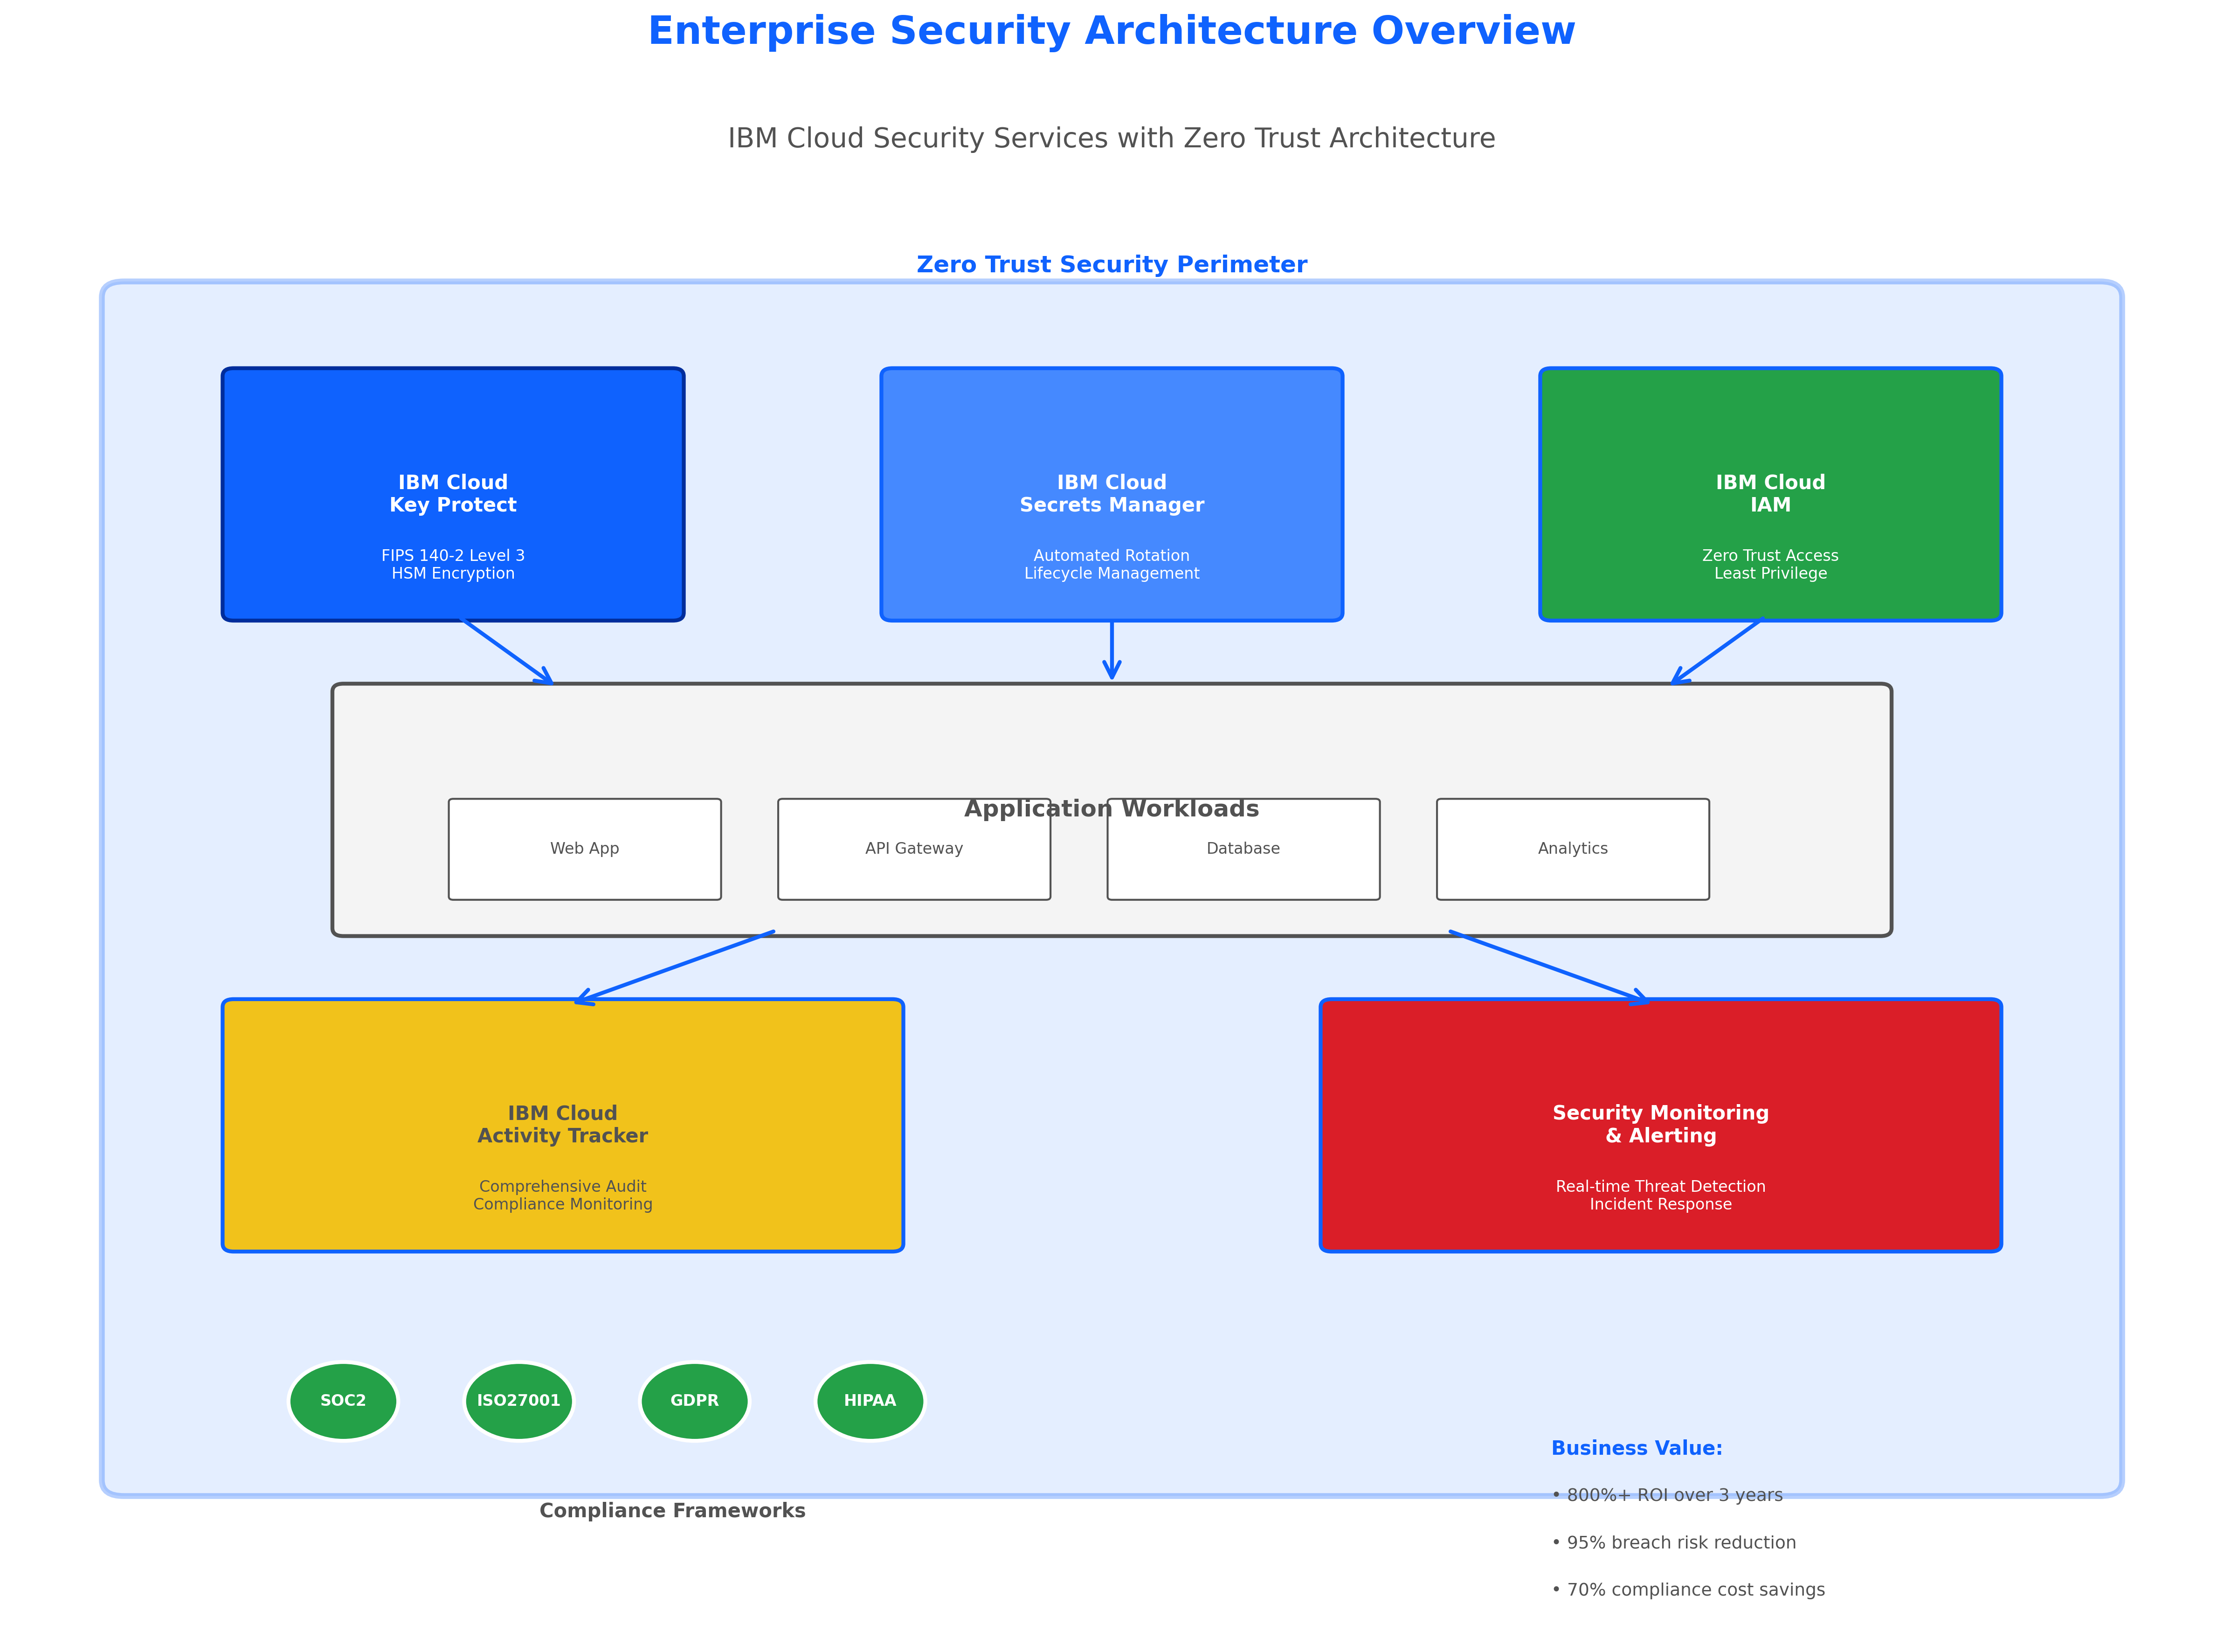 Enterprise Security Architecture Overview
IBM Cloud Security Services with Zero Trust Architecture
Zero Trust Security Perimeter
IBM Cloud
Key Protect
FIPS 140-2 Level 3
HSM Encryption
IBM Cloud
Secrets Manager
Automated Rotation
Lifecycle Management
IBM Cloud
IAM
Zero Trust Access
Least Privilege
Application Workloads
Web App
API Gateway
Database
Analytics
IBM Cloud
Activity Tracker
Comprehensive Audit
Compliance Monitoring
Security Monitoring
& Alerting
Real-time Threat Detection
Incident Response
SOC2
ISO27001
GDPR
HIPAA
Compliance Frameworks
Business Value:
• 800%+ ROI over 3 years
• 95% breach risk reduction
• 70% compliance cost savings